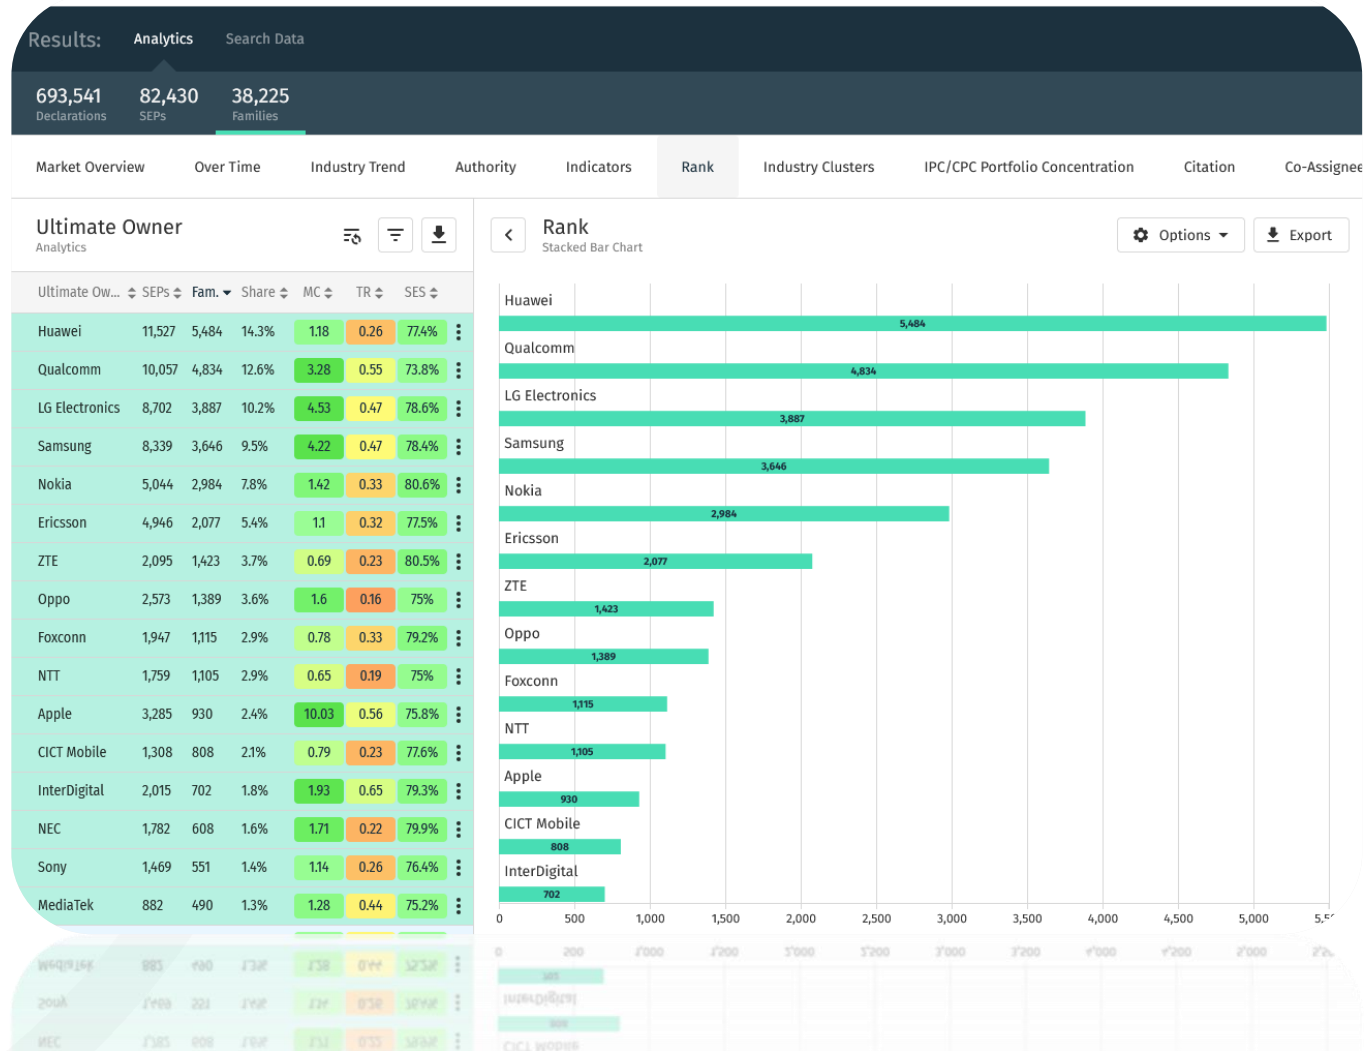 Results: Analytics Search Data
693,541 82,430 38,225
Declarations SEPs Families
Market Overview Over Time Industry Trend Authority Indicators Rank Industry Clusters IPC/CPC Portfolio Concentration Citation Co-Assignee
Ultimate Owner
Analytics
Ultimate Ow... SEPs Fam. Share MC TR SES
Huawei 11,527 5,484 14.3% 1.18 0.26 77.4%
Qualcomm 10,057 4,834 12.6% 3.28 0.55 73.8%
LG Electronics 8,702 3,887 10.2% 4.53 0.47 78.6%
Samsung 8,339 3,646 9.5% 4.22 0.47 78.4%
Nokia 5,044 2,984 7.8% 1.42 0.33 80.6%
Ericsson 4,946 2,077 5.4% 1.1 0.32 77.5%
ZTE 2,095 1,423 3.7% 0.69 0.23 80.5%
Oppo 2,573 1,389 3.6% 1.6 0.16 75%
Foxconn 1,947 1,115 2.9% 0.78 0.33 79.2%
NTT 1,759 1,105 2.9% 0.65 0.19 75%
Apple 3,285 930 2.4% 10.03 0.56 75.8%
CICT Mobile 1,308 808 2.1% 0.79 0.23 77.6%
InterDigital 2,015 702 1.8% 1.93 0.65 79.3%
NEC 1,782 608 1.6% 1.71 0.22 79.9%
Sony 1,469 551 1.4% 1.14 0.26 76.4%
MediaTek 882 490 1.3% 1.28 0.44 75.2%
Rank
Stacked Bar Chart
Options Export
Huawei
5,484
Qualcomm
4,834
LG Electronics
3,887
Samsung
3,646
Nokia
2,984
Ericsson
2,077
ZTE
1,423
Oppo
1,389
Foxconn
1,115
NTT
1,105
Apple
930
CICT Mobile
808
InterDigital
702
0 500 1,000 1,500 2,000 2,500 3,000 3,500 4,000 4,500 5,000